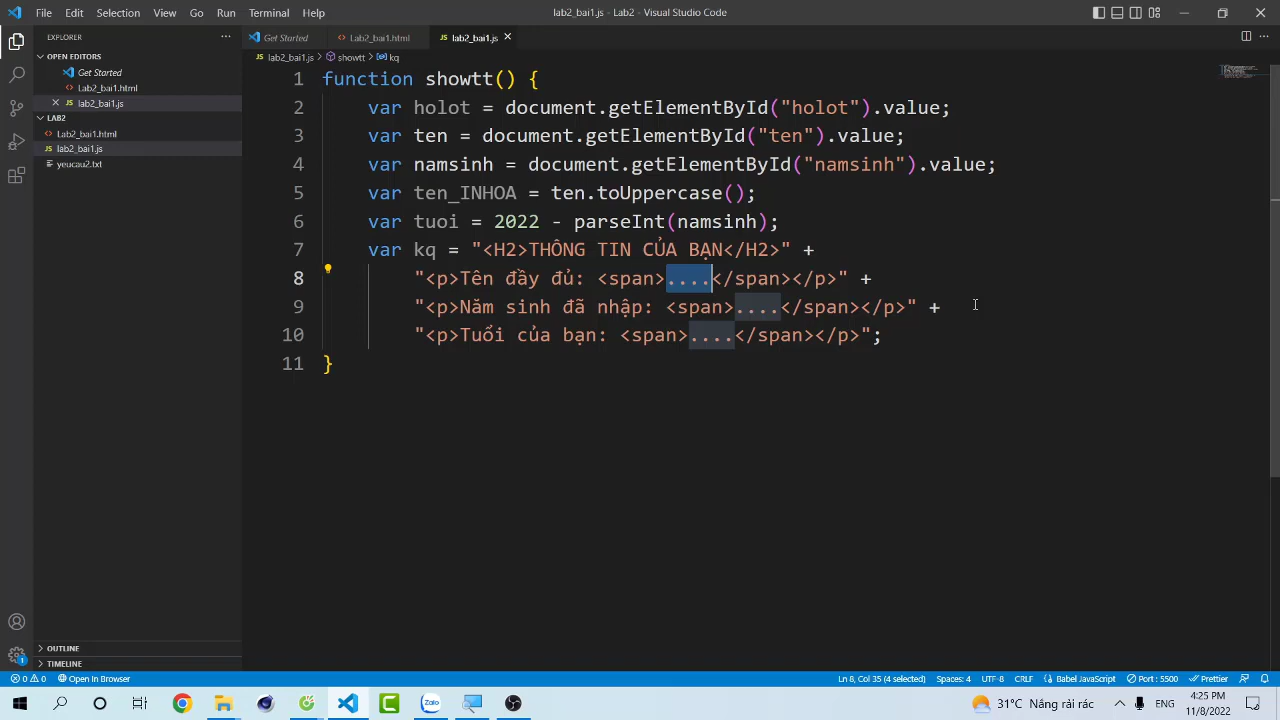 File Edit Selection View Go Run Terminal Help
lab2_bai1.js - Lab2 - Visual Studio Code
EXPLORER
OPEN EDITORS
Get Started
Lab2_bai1.html
lab2_bai1.js
LAB2
Lab2_bai1.html
lab2_bai1.js
yeucau2.txt
OUTLINE
TIMELINE
Get Started Lab2_bai1.html lab2_bai1.js
lab2_bai1.js > showtt > kq
1 function showtt() {
2 var holot = document.getElementById("holot").value;
3 var ten = document.getElementById("ten").value;
4 var namsinh = document.getElementById("namsinh").value;
5 var ten_INHOA = ten.toUppercase();
6 var tuoi = 2022 - parseInt(namsinh);
7 var kq = "<H2>THÔNG TIN CỦA BẠN</H2>" +
8 "<p>Tên đầy đủ: <span>....</span></p>" +
9 "<p>Năm sinh đã nhập: <span>....</span></p>" +
10 "<p>Tuổi của bạn: <span>....</span></p>";
11 }
0 0 Open In Browser Ln 8, Col 35 (4 selected) Spaces: 4 UTF-8 CRLF Babel JavaScript Port : 5500 Prettier
1
Zalo
31°C Nắng rải rác ENG
4:25 PM
11/8/2022